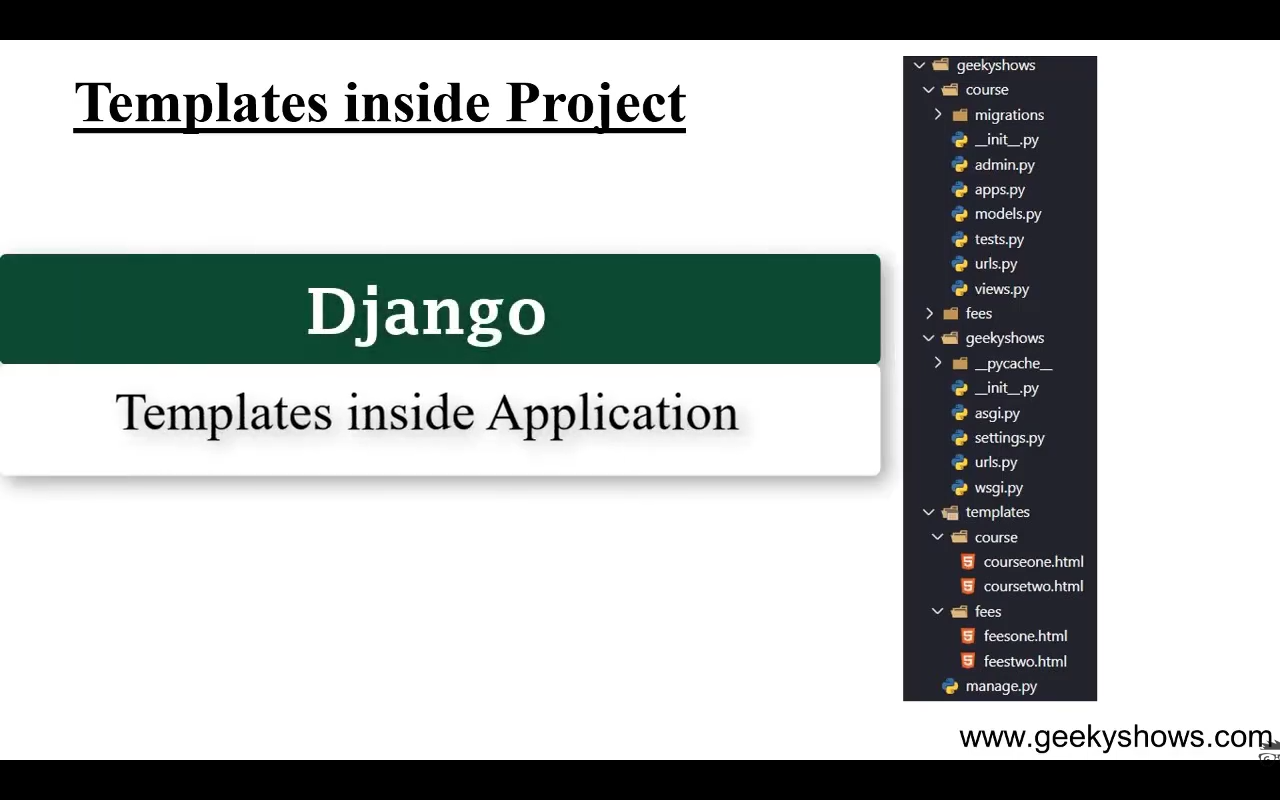 Templates inside Project
Django
Templates inside Application
geekyshows
course
migrations
__init__.py
admin.py
apps.py
models.py
tests.py
urls.py
views.py
fees
geekyshows
__pycache__
__init__.py
asgi.py
settings.py
urls.py
wsgi.py
templates
course
courseone.html
coursetwo.html
fees
feesone.html
feestwo.html
manage.py
www.geekyshows.com